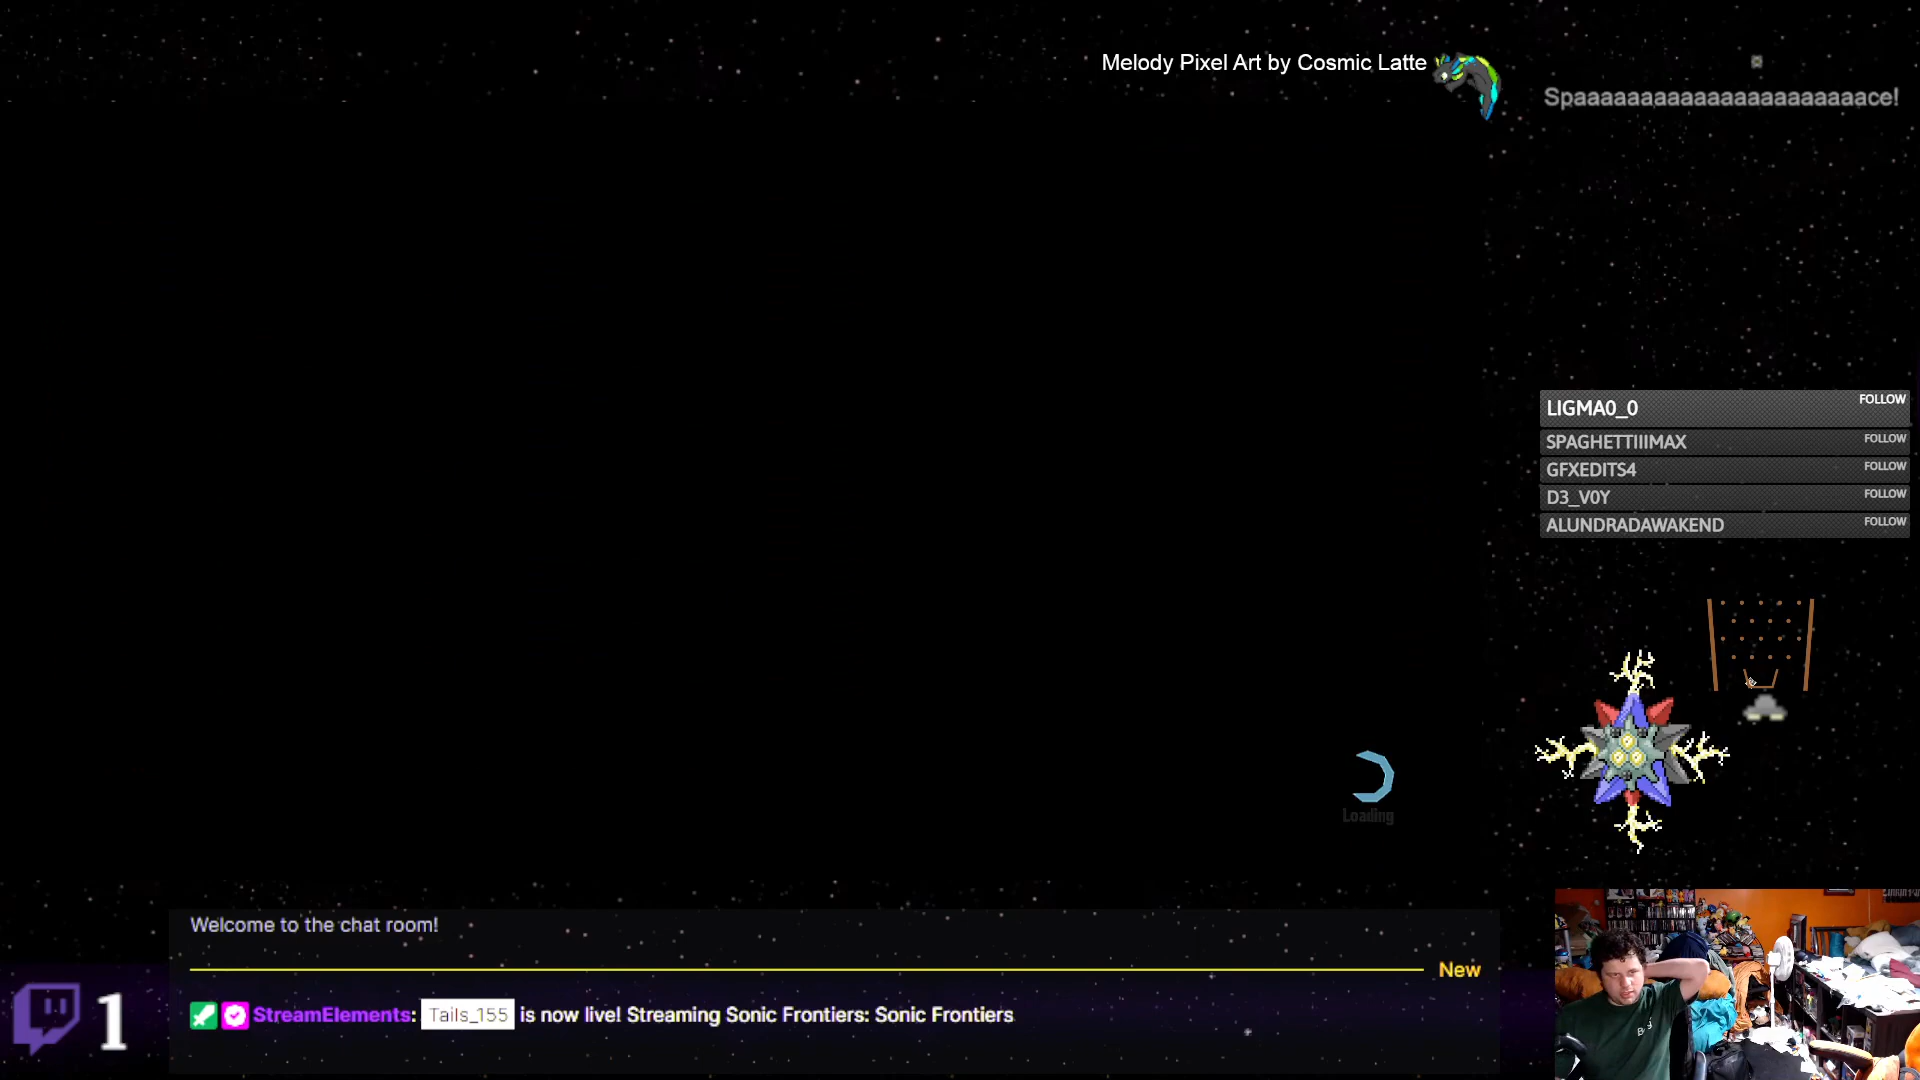 Melody Pixel Art by Cosmic Latte
Spaaaaaaaaaaaaaaaaaaaaaace!
LIGMA0_0 FOLLOW
SPAGHETTIIIMAX FOLLOW
GFXEDITS4 FOLLOW
D3_V0Y FOLLOW
ALUNDRADAWAKEND FOLLOW
Loading
Welcome to the chat room!
New
StreamElements: Tails_155 is now live! Streaming Sonic Frontiers: Sonic Frontiers
1